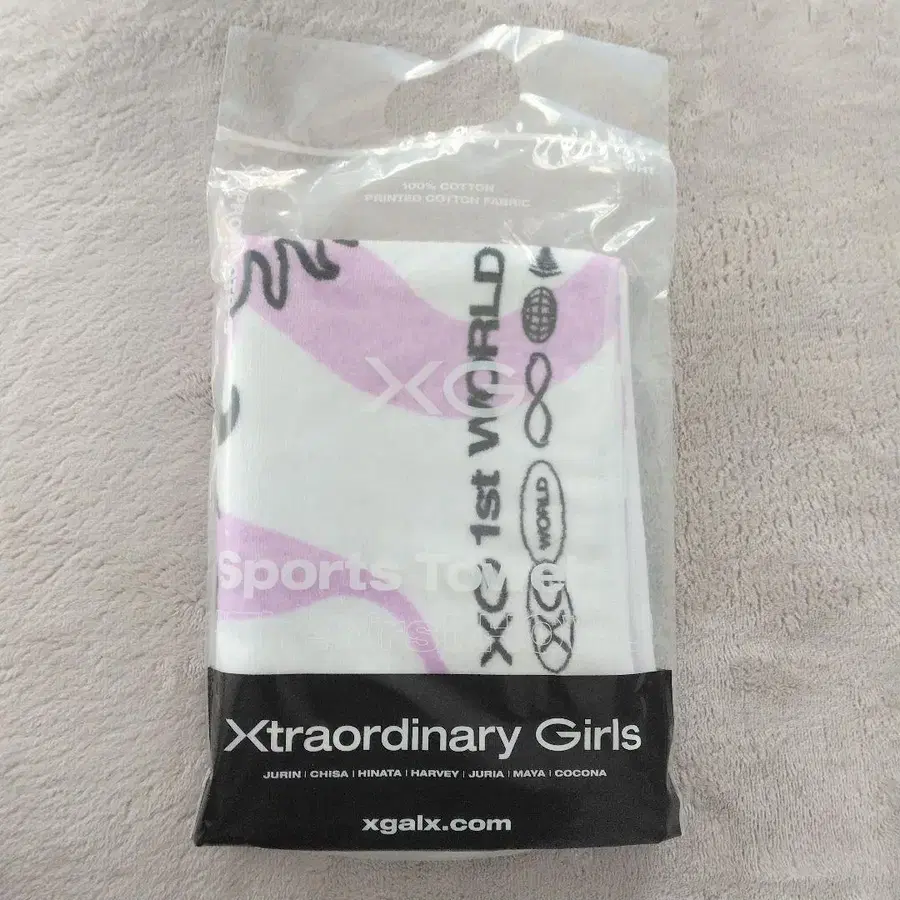 WHT
100% COTTON
PRINTED COTTON FABRIC
XG
XG 1st WORLD
WORLD
Sports Towel
Xtraordinary Girls
JURIN | CHISA | HINATA | HARVEY | JURIA | MAYA | COCONA
xgalx.com